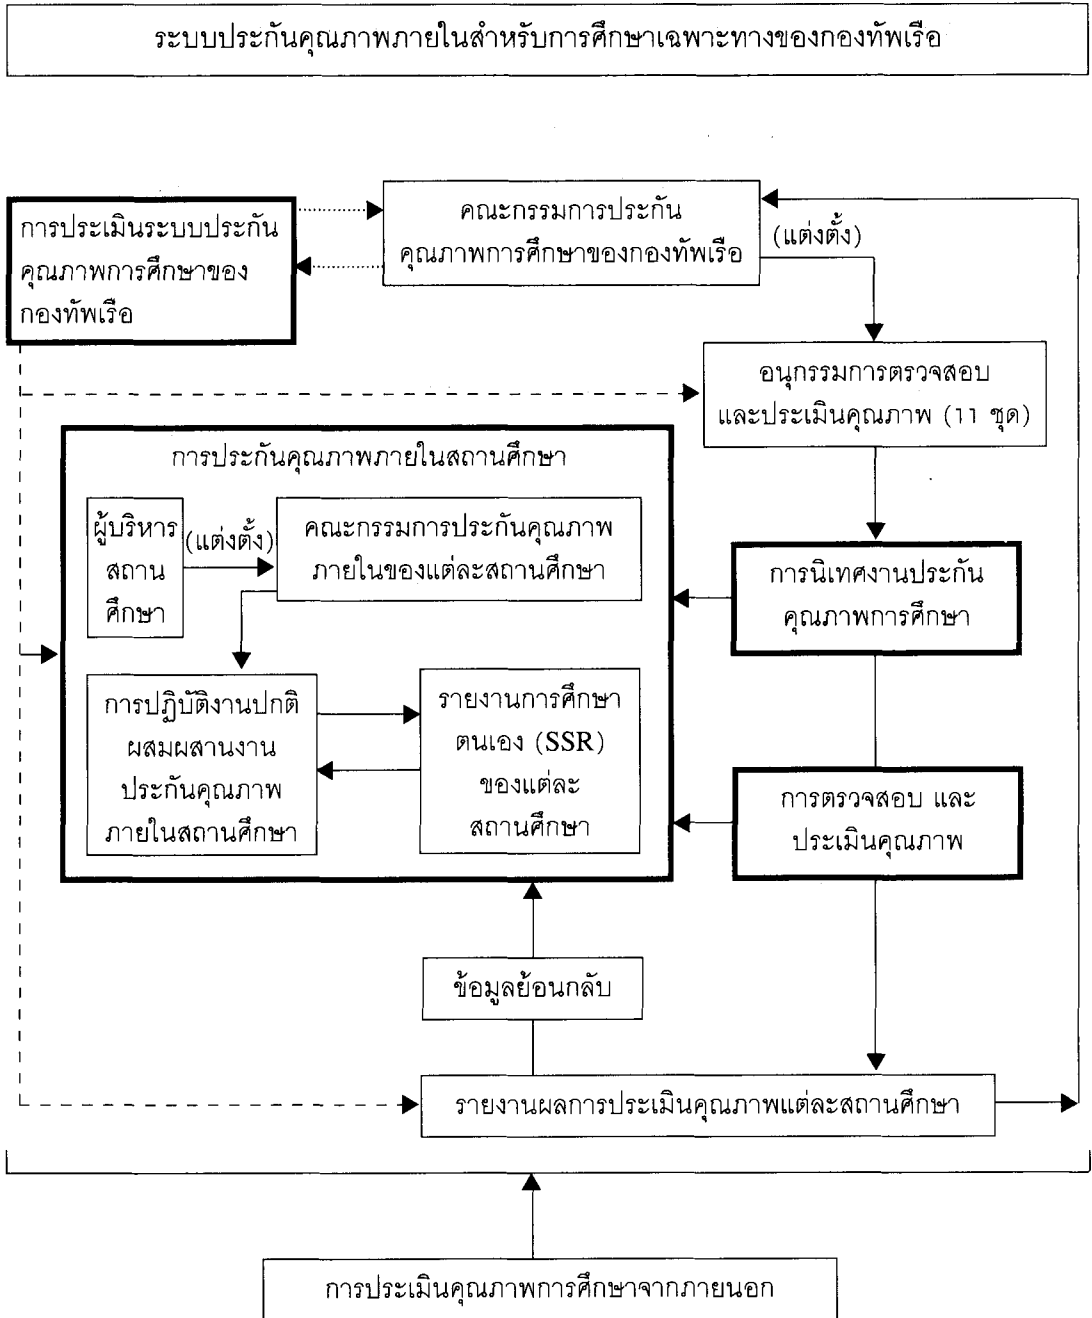 ระบบประกันคุณภาพภายในสำหรับการศึกษาเฉพาะทางของกองทัพเรือ
การประเมินระบบประกัน
คุณภาพการศึกษาของ
กองทัพเรือ
คณะกรรมการประกัน
คุณภาพการศึกษาของกองทัพเรือ
(แต่งตั้ง)
อนุกรรมการตรวจสอบ
และประเมินคุณภาพ (11 ชุด)
การประกันคุณภาพภายในสถานศึกษา
ผู้บริหาร
สถาน
ศึกษา
(แต่งตั้ง)
คณะกรรมการประกันคุณภาพ
ภายในของแต่ละสถานศึกษา
การนิเทศงานประกัน
คุณภาพการศึกษา
การปฏิบัติงานปกติ
ผสมผสานงาน
ประกันคุณภาพ
ภายในสถานศึกษา
รายงานการศึกษา
ตนเอง (SSR)
ของแต่ละ
สถานศึกษา
การตรวจสอบ และ
ประเมินคุณภาพ
ข้อมูลย้อนกลับ
รายงานผลการประเมินคุณภาพแต่ละสถานศึกษา
การประเมินคุณภาพการศึกษาจากภายนอก